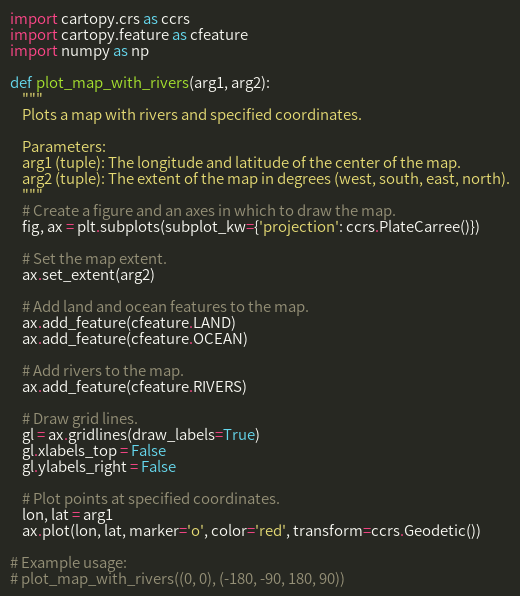 import cartopy.crs as ccrs
import cartopy.feature as cfeature
import numpy as np

def plot_map_with_rivers(arg1, arg2):
    """
    Plots a map with rivers and specified coordinates.

    Parameters:
    arg1 (tuple): The longitude and latitude of the center of the map.
    arg2 (tuple): The extent of the map in degrees (west, south, east, north).
    """
    # Create a figure and an axes in which to draw the map.
    fig, ax = plt.subplots(subplot_kw={'projection': ccrs.PlateCarree()})

    # Set the map extent.
    ax.set_extent(arg2)

    # Add land and ocean features to the map.
    ax.add_feature(cfeature.LAND)
    ax.add_feature(cfeature.OCEAN)

    # Add rivers to the map.
    ax.add_feature(cfeature.RIVERS)

    # Draw grid lines.
    gl = ax.gridlines(draw_labels=True)
    gl.xlabels_top = False
    gl.ylabels_right = False

    # Plot points at specified coordinates.
    lon, lat = arg1
    ax.plot(lon, lat, marker='o', color='red', transform=ccrs.Geodetic())

# Example usage:
# plot_map_with_rivers((0, 0), (-180, -90, 180, 90))